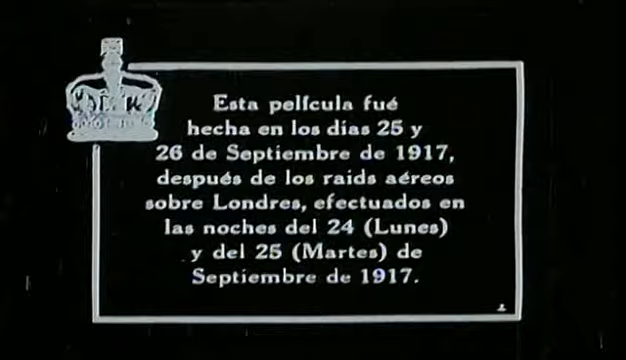 Esta película fué
hecha en los días 25 y
26 de Septiembre de 1917,
después de los raids aéreos
sobre Londres, efectuados en
las noches del 24 (Lunes)
y del 25 (Martes) de
Septiembre de 1917.